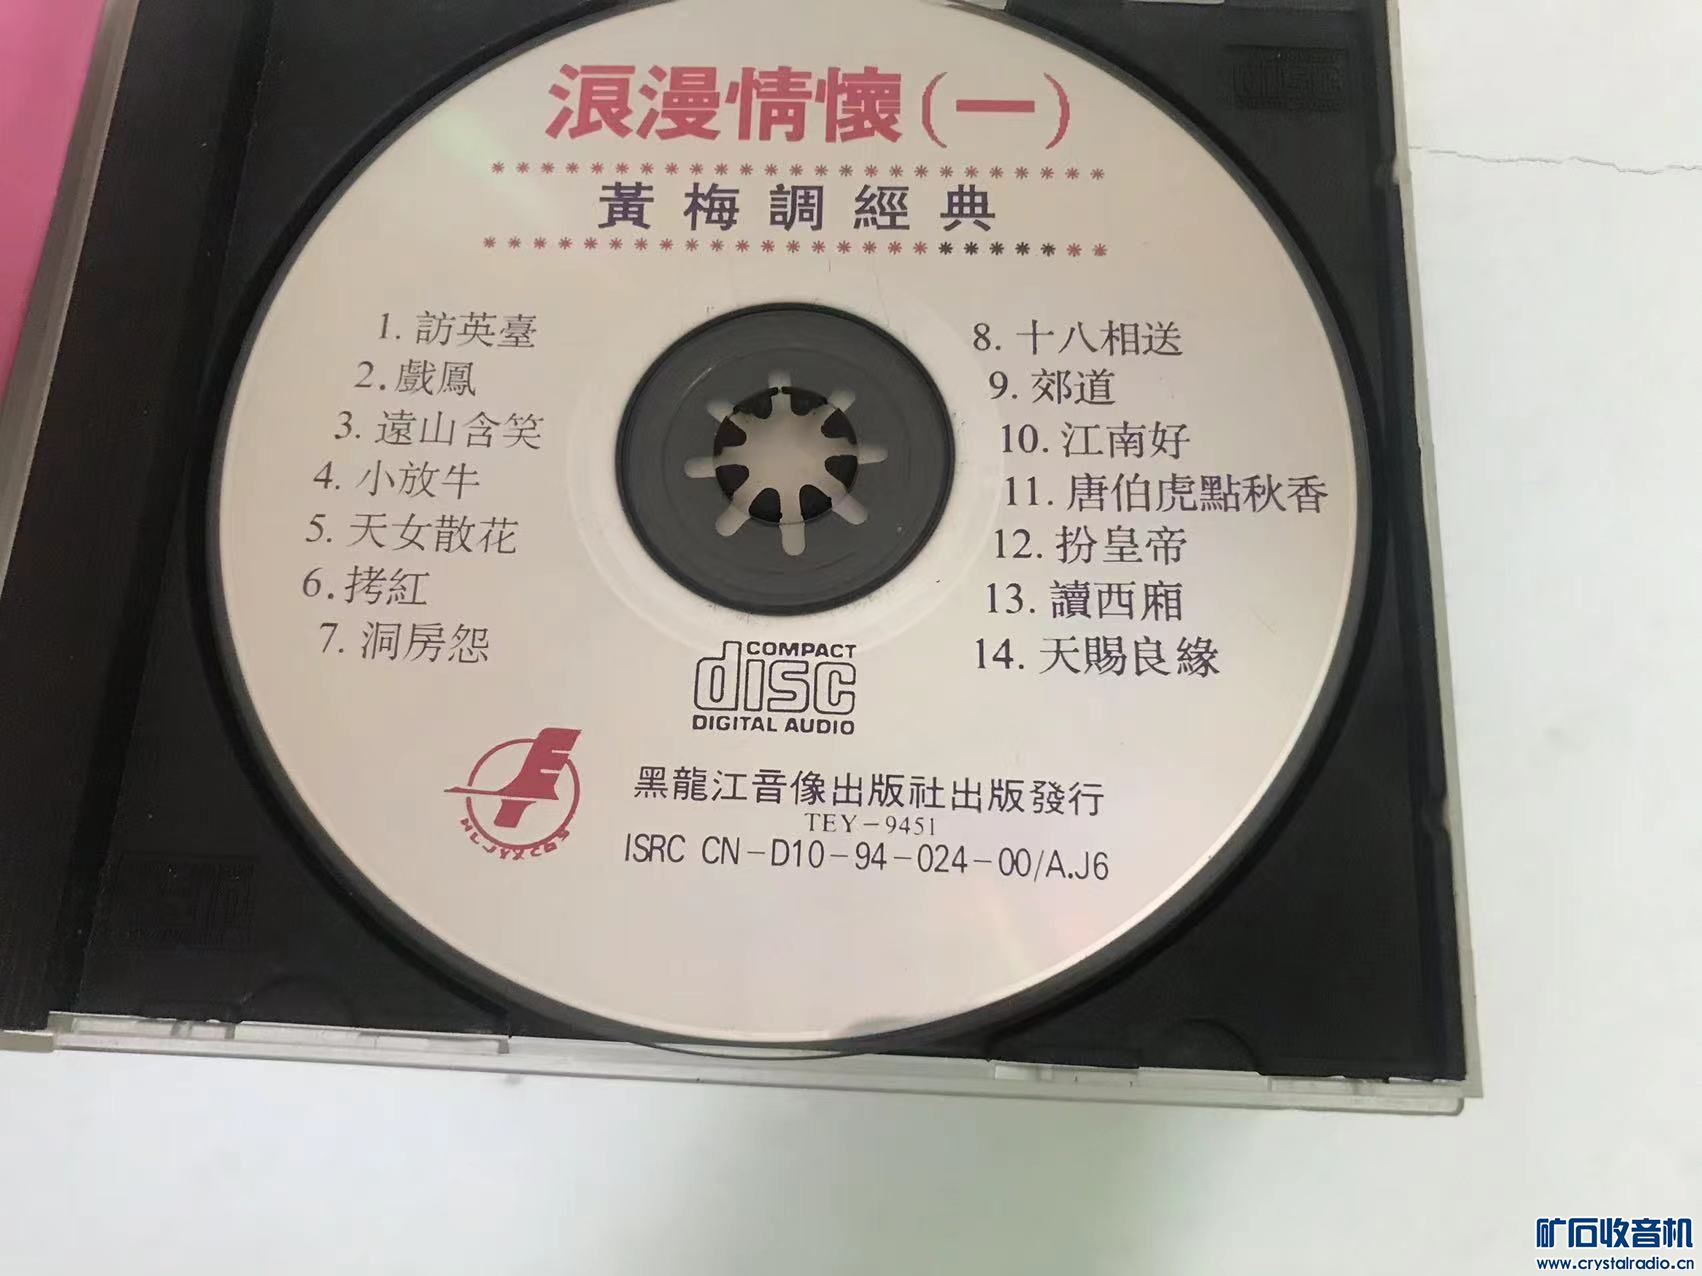 浪漫情懷(一)
黃梅調經典
1. 訪英臺
2. 戲鳳
3. 遠山含笑
4. 小放牛
5. 天女散花
6. 拷紅
7. 洞房怨
8. 十八相送
9. 郊道
10. 江南好
11. 唐伯虎點秋香
12. 扮皇帝
13. 讀西廂
14. 天賜良緣
COMPACT
disc
DIGITAL AUDIO
HLJYXCBS
黑龍江音像出版社出版發行
TEY-9451
ISRC CN-D10-94-024-00/A.J6
矿石收音机
www.crystalradio.cn